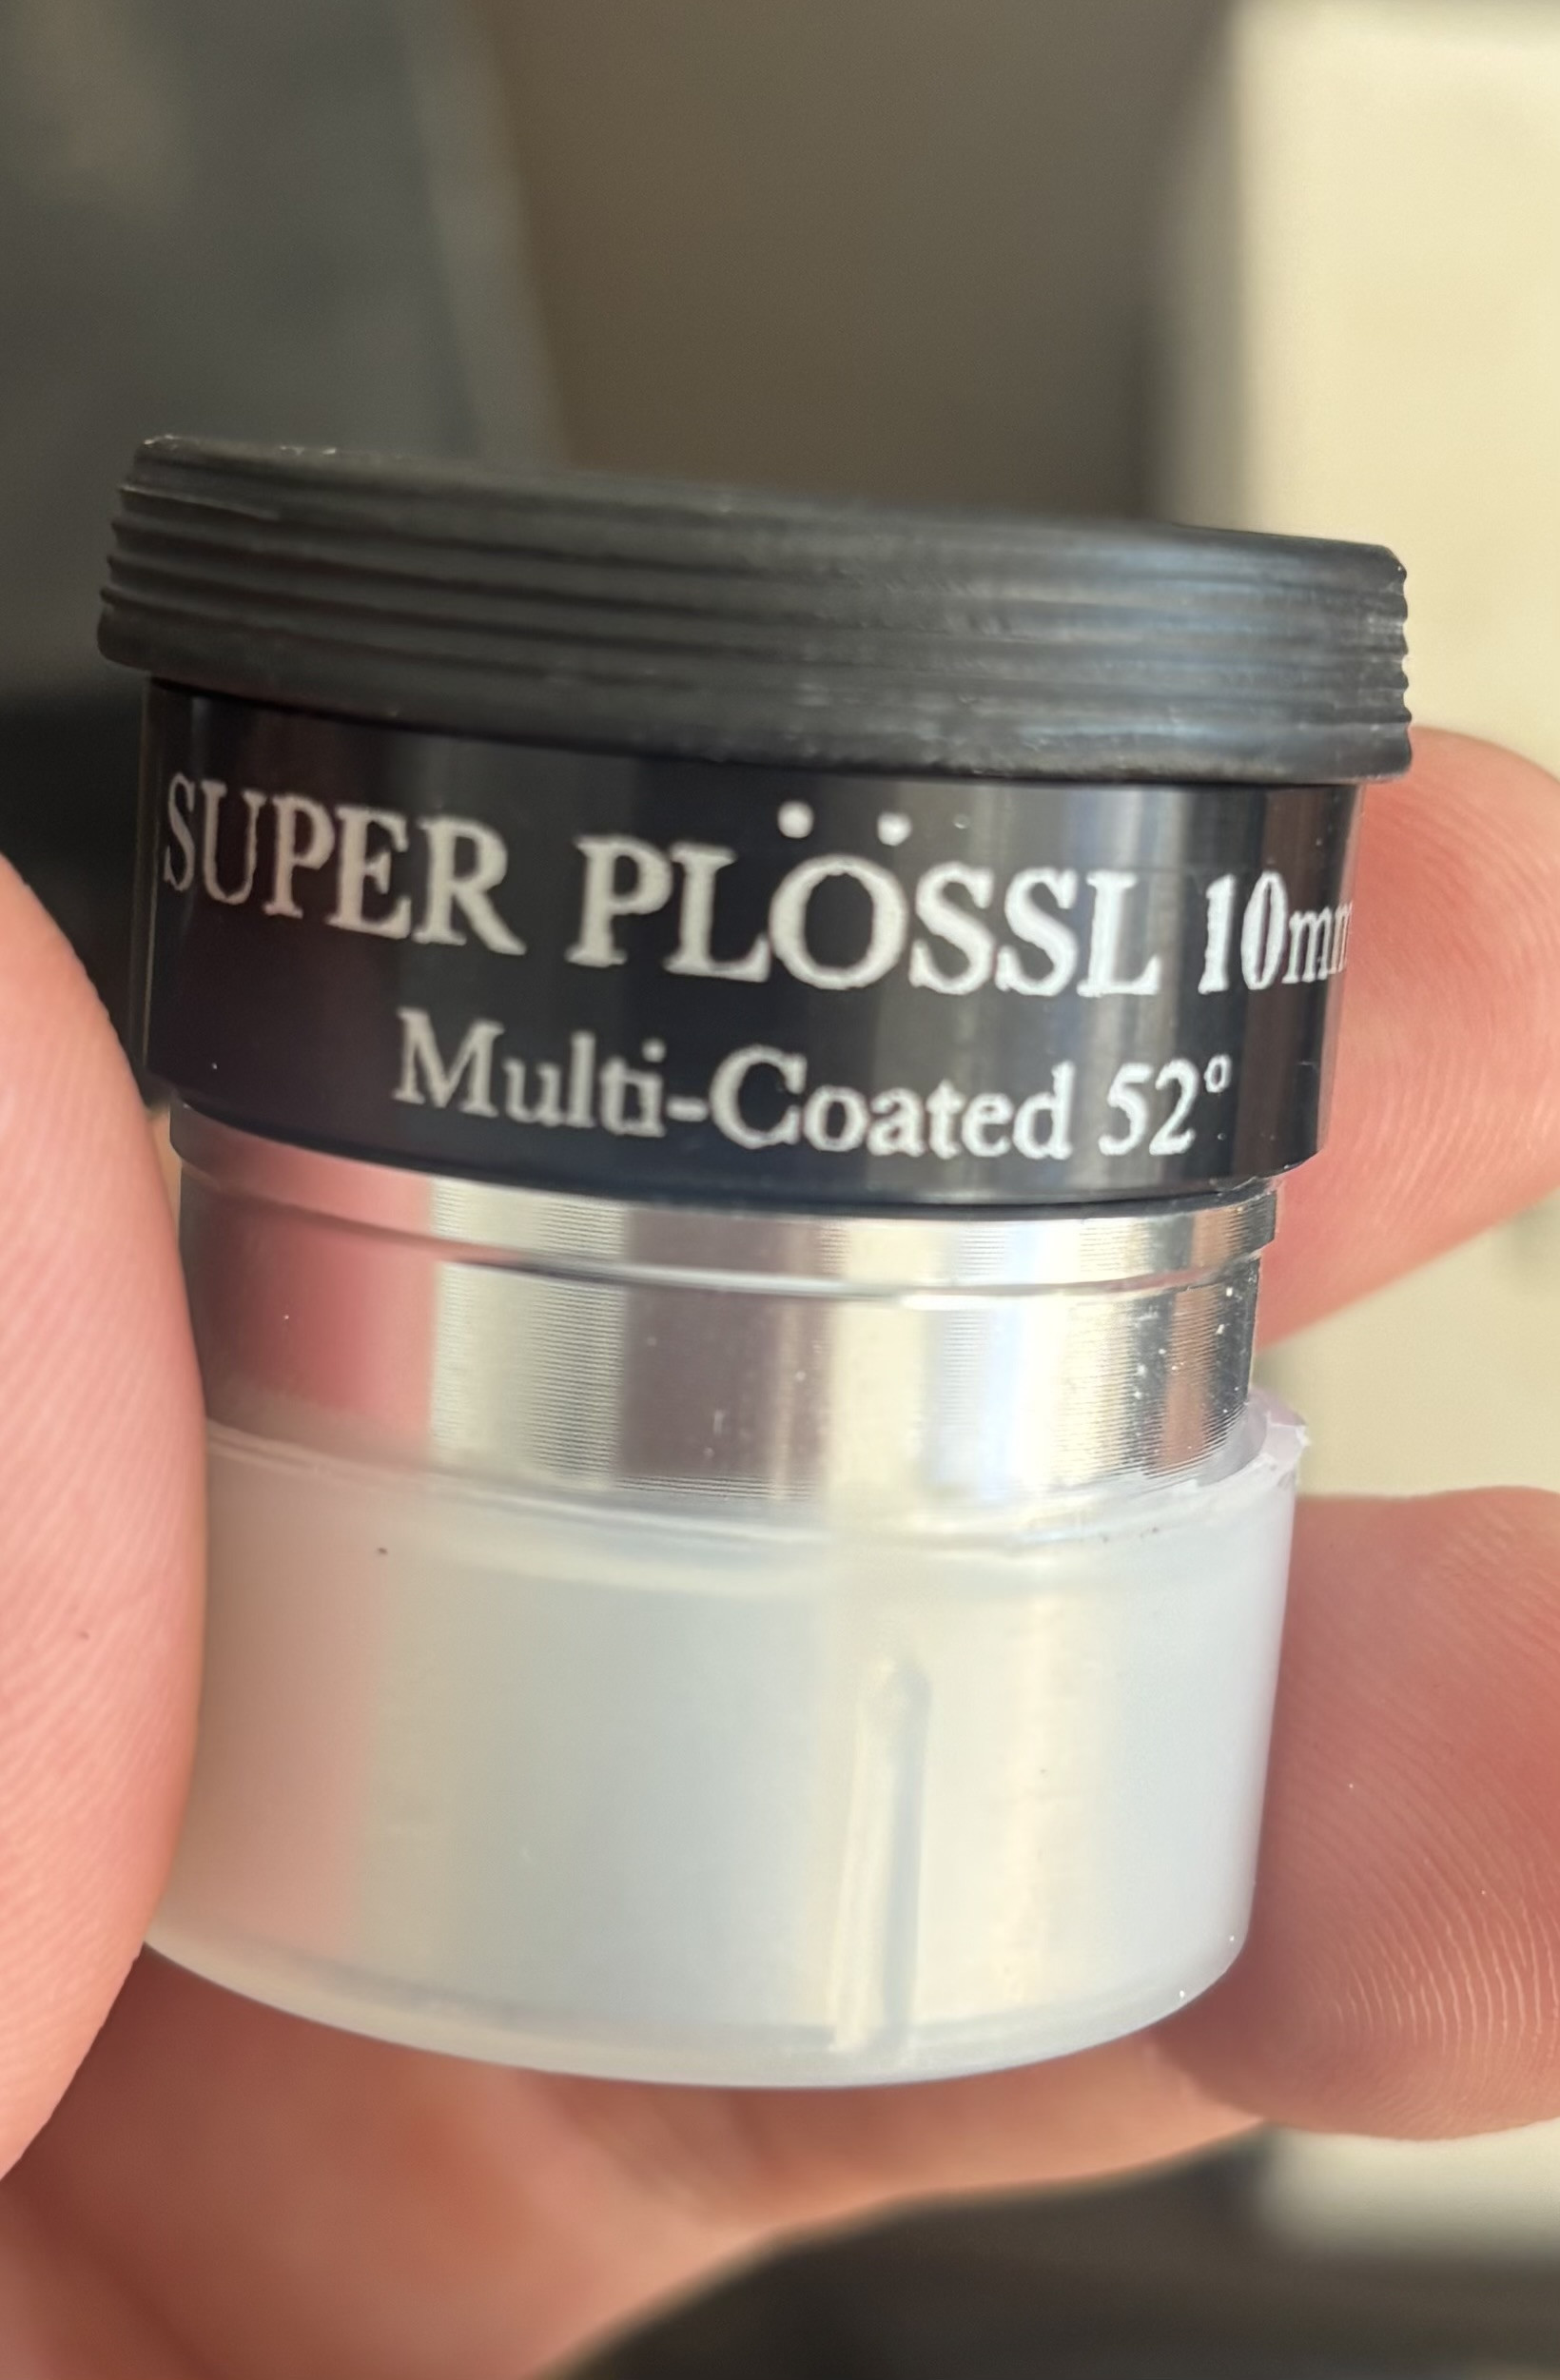 SUPER PLÖSSL 10mm
Multi-Coated 52°